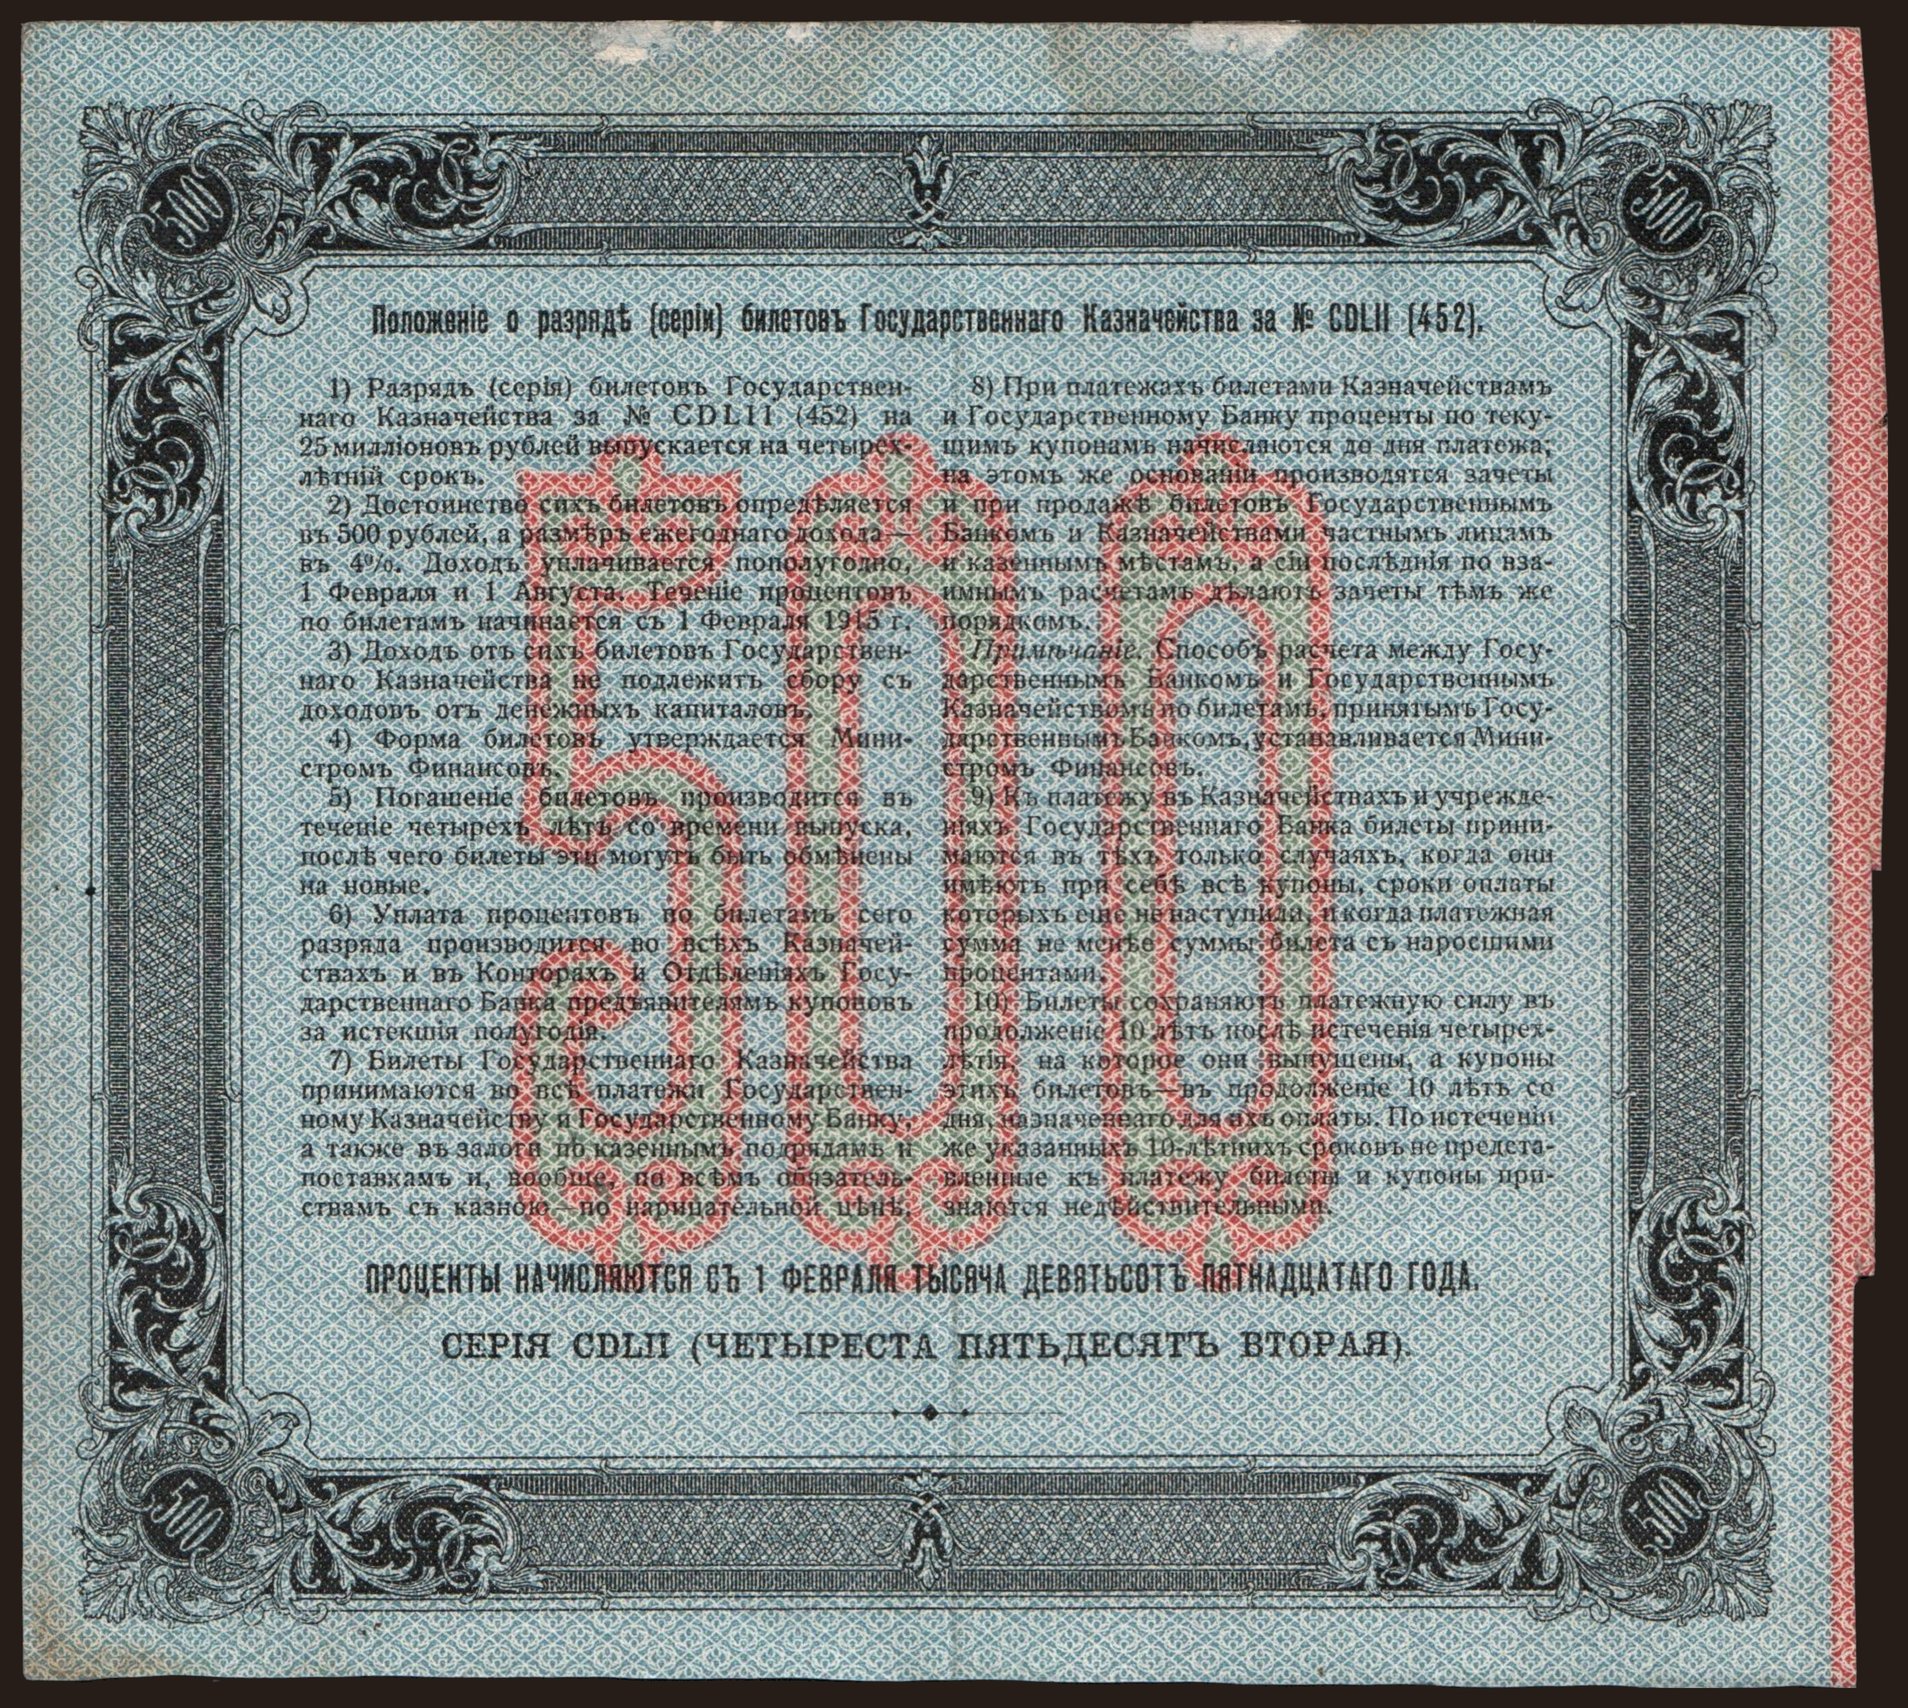 500
500
Положеніе о разрядѣ (серіи) билетовъ Государственнаго Казначейства за № CDLII (452).
1) Разрядъ (серія) билетовъ Государствен-
наго Казначейства за № CDLII (452) на
25 милліоновъ рублей выпускается на четырех-
лѣтній срокъ.
2) Достоинство сихъ билетовъ опредѣляется
въ 500 рублей, а размѣръ ежегоднаго дохода—
въ 4%. Доходъ уплачивается пополугодно,
1 Февраля и 1 Августа. Теченіе процентовъ
по билетамъ начинается съ 1 Февраля 1915 г.
3) Доходъ отъ сихъ билетовъ Государствен-
наго Казначейства не подлежитъ сбору съ
доходовъ отъ денежныхъ капиталовъ.
4) Форма билетовъ утверждается Мини-
стромъ Финансовъ.
5) Погашеніе билетовъ производится въ
теченіе четырехъ лѣтъ со времени выпуска,
послѣ чего билеты эти могутъ быть обмѣнены
на новые.
6) Уплата процентовъ по билетамъ сего
разряда производится во всѣхъ Казначей-
ствахъ и въ Конторахъ и Отдѣленіяхъ Госу-
дарственнаго Банка предъявителямъ купоновъ
за истекшія полугодія.
7) Билеты Государственнаго Казначейства
принимаются во всѣ платежи Государствен-
ному Казначейству и Государственному Банку,
а также въ залоги по казеннымъ подрядамъ и
поставкамъ и, вообще, по всѣмъ обязатель-
ствамъ съ казною—по нарицательной цѣнѣ.
8) При платежахъ билетами Казначействамъ
и Государственному Банку проценты по теку-
щимъ купонамъ начисляются до дня платежа;
на этомъ же основаніи производятся зачеты
и при продажѣ билетовъ Государственнымъ
Банкомъ и Казначействами частнымъ лицамъ
и казеннымъ мѣстамъ, а сіи послѣднія по вза-
имнымъ расчетамъ дѣлаютъ зачеты тѣмъ же
порядкомъ.
Примѣчаніе. Способъ расчета между Госу-
дарственнымъ Банкомъ и Государственнымъ
Казначействомъ по билетамъ, принятымъ Госу-
дарственнымъ Банкомъ, устанавливается Мини-
стромъ Финансовъ.
9) Къ платежу въ Казначействахъ и учрежде-
ніяхъ Государственнаго Банка билеты прини-
маются въ тѣхъ только случаяхъ, когда они
имѣютъ при себѣ всѣ купоны, сроки оплаты
которыхъ еще не наступили, и когда платежная
сумма не менѣе суммы билета съ наросшими
процентами.
10) Билеты сохраняютъ платежную силу въ
продолженіе 10 лѣтъ послѣ истеченія четырех-
лѣтія, на которое они выпущены, а купоны
этихъ билетовъ—въ продолженіе 10 лѣтъ со
дня, назначеннаго для ихъ оплаты. По истеченіи
же указанныхъ 10-лѣтнихъ сроковъ не предста-
вленные къ платежу билеты и купоны при-
знаются недѣйствительными.
500
ПРОЦЕНТЫ НАЧИСЛЯЮТСЯ СЪ 1 ФЕВРАЛЯ ТЫСЯЧА ДЕВЯТЬСОТЪ ПЯТНАДЦАТАГО ГОДА.
СЕРІЯ CDLII (ЧЕТЫРЕСТА ПЯТЬДЕСЯТЪ ВТОРАЯ).
500
500